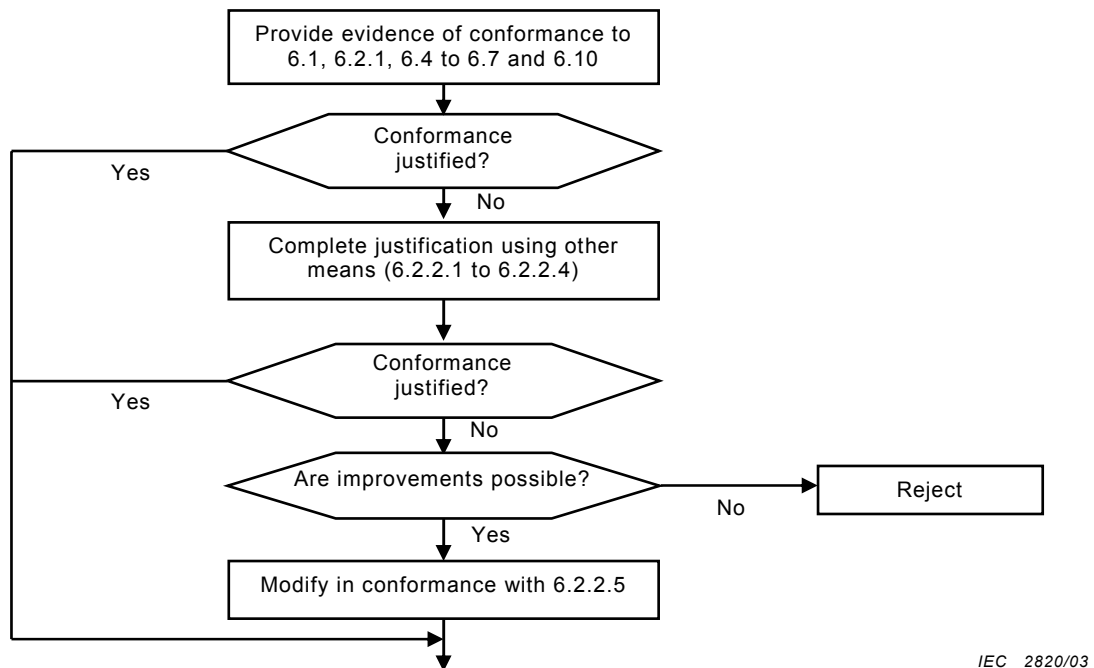 Provide evidence of conformance to
6.1, 6.2.1, 6.4 to 6.7 and 6.10
Conformance
justified?
Yes
No
Complete justification using other
means (6.2.2.1 to 6.2.2.4)
Conformance
justified?
Yes
No
Are improvements possible?
No
Reject
Yes
Modify in conformance with 6.2.2.5
IEC 2820/03